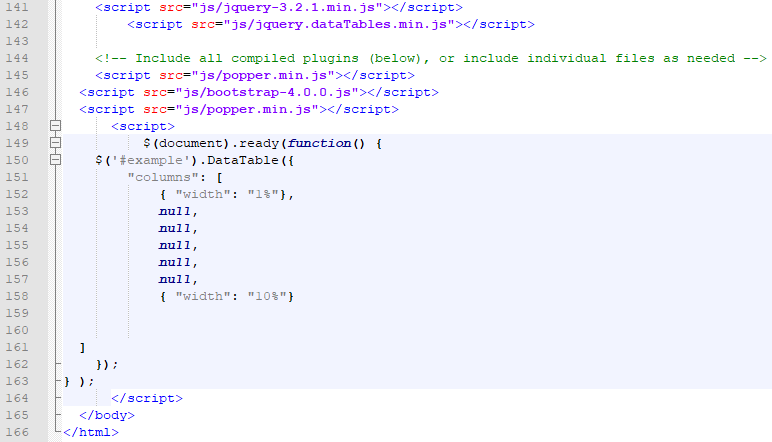 141 <script src="js/jquery-3.2.1.min.js"></script>
142 <script src="js/jquery.dataTables.min.js"></script>
143
144 <!-- Include all compiled plugins (below), or include individual files as needed -->
145 <script src="js/popper.min.js"></script>
146 <script src="js/bootstrap-4.0.0.js"></script>
147 <script src="js/popper.min.js"></script>
148 <script>
149 $(document).ready(function() {
150 $('#example').DataTable({
151 "columns": [
152 { "width": "1%"},
153 null,
154 null,
155 null,
156 null,
157 null,
158 { "width": "10%"}
159
160
161 ]
162 });
163 } );
164 </script>
165 </body>
166 </html>